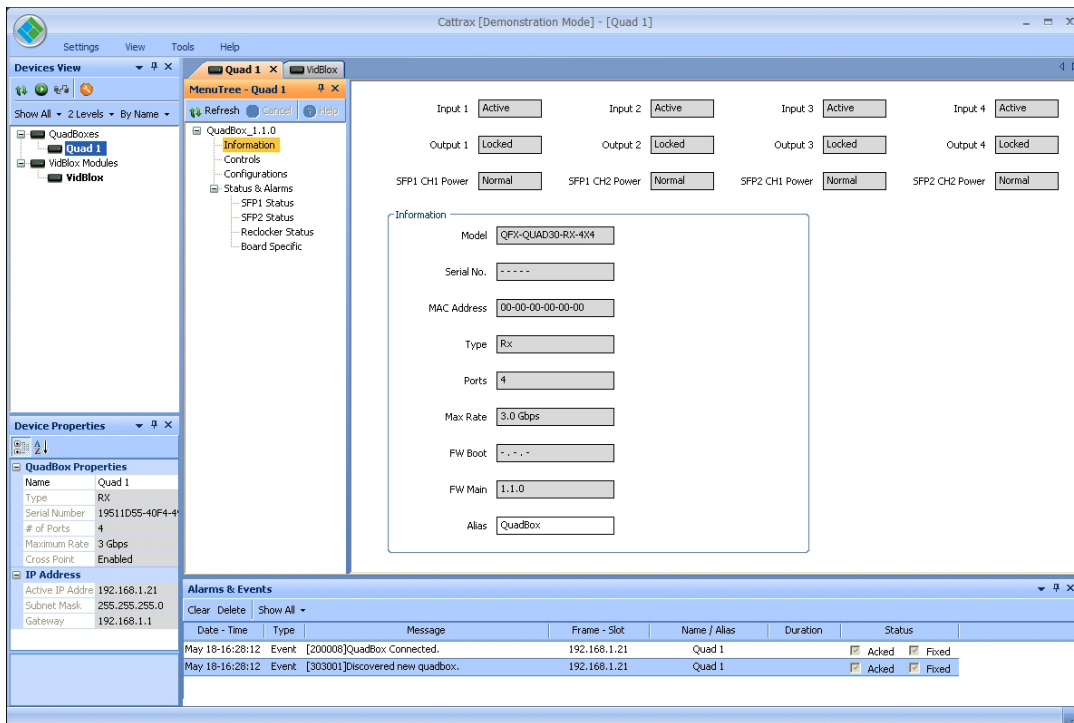 Cattrax [Demonstration Mode] - [Quad 1]
Settings View Tools Help
Devices View
Show All 2 Levels By Name
QuadBoxes
Quad 1
VidBlox Modules
VidBlox
Quad 1 X VidBlox
MenuTree - Quad 1
Refresh Cancel Help
QuadBox_1.1.0
Information
Controls
Configurations
Status & Alarms
SFP1 Status
SFP2 Status
Reclocker Status
Board Specific
Input 1 Active Input 2 Active Input 3 Active Input 4 Active
Output 1 Locked Output 2 Locked Output 3 Locked Output 4 Locked
SFP1 CH1 Power Normal SFP1 CH2 Power Normal SFP2 CH1 Power Normal SFP2 CH2 Power Normal
Information
Model QFX-QUAD30-RX-4X4
Serial No. - - - - -
MAC Address 00-00-00-00-00-00
Type Rx
Ports 4
Max Rate 3.0 Gbps
FW Boot -.-.-
FW Main 1.1.0
Alias QuadBox
Device Properties
QuadBox Properties
Name Quad 1
Type RX
Serial Number 19511D55-40F4-4
# of Ports 4
Maximum Rate 3 Gbps
Cross Point Enabled
IP Address
Active IP Addre 192.168.1.21
Subnet Mask 255.255.255.0
Gateway 192.168.1.1
Alarms & Events
Clear Delete Show All
Date - Time Type Message Frame - Slot Name / Alias Duration Status
May 18-16:28:12 Event [200008]QuadBox Connected. 192.168.1.21 Quad 1 Acked Fixed
May 18-16:28:12 Event [303001]Discovered new quadbox. 192.168.1.21 Quad 1 Acked Fixed